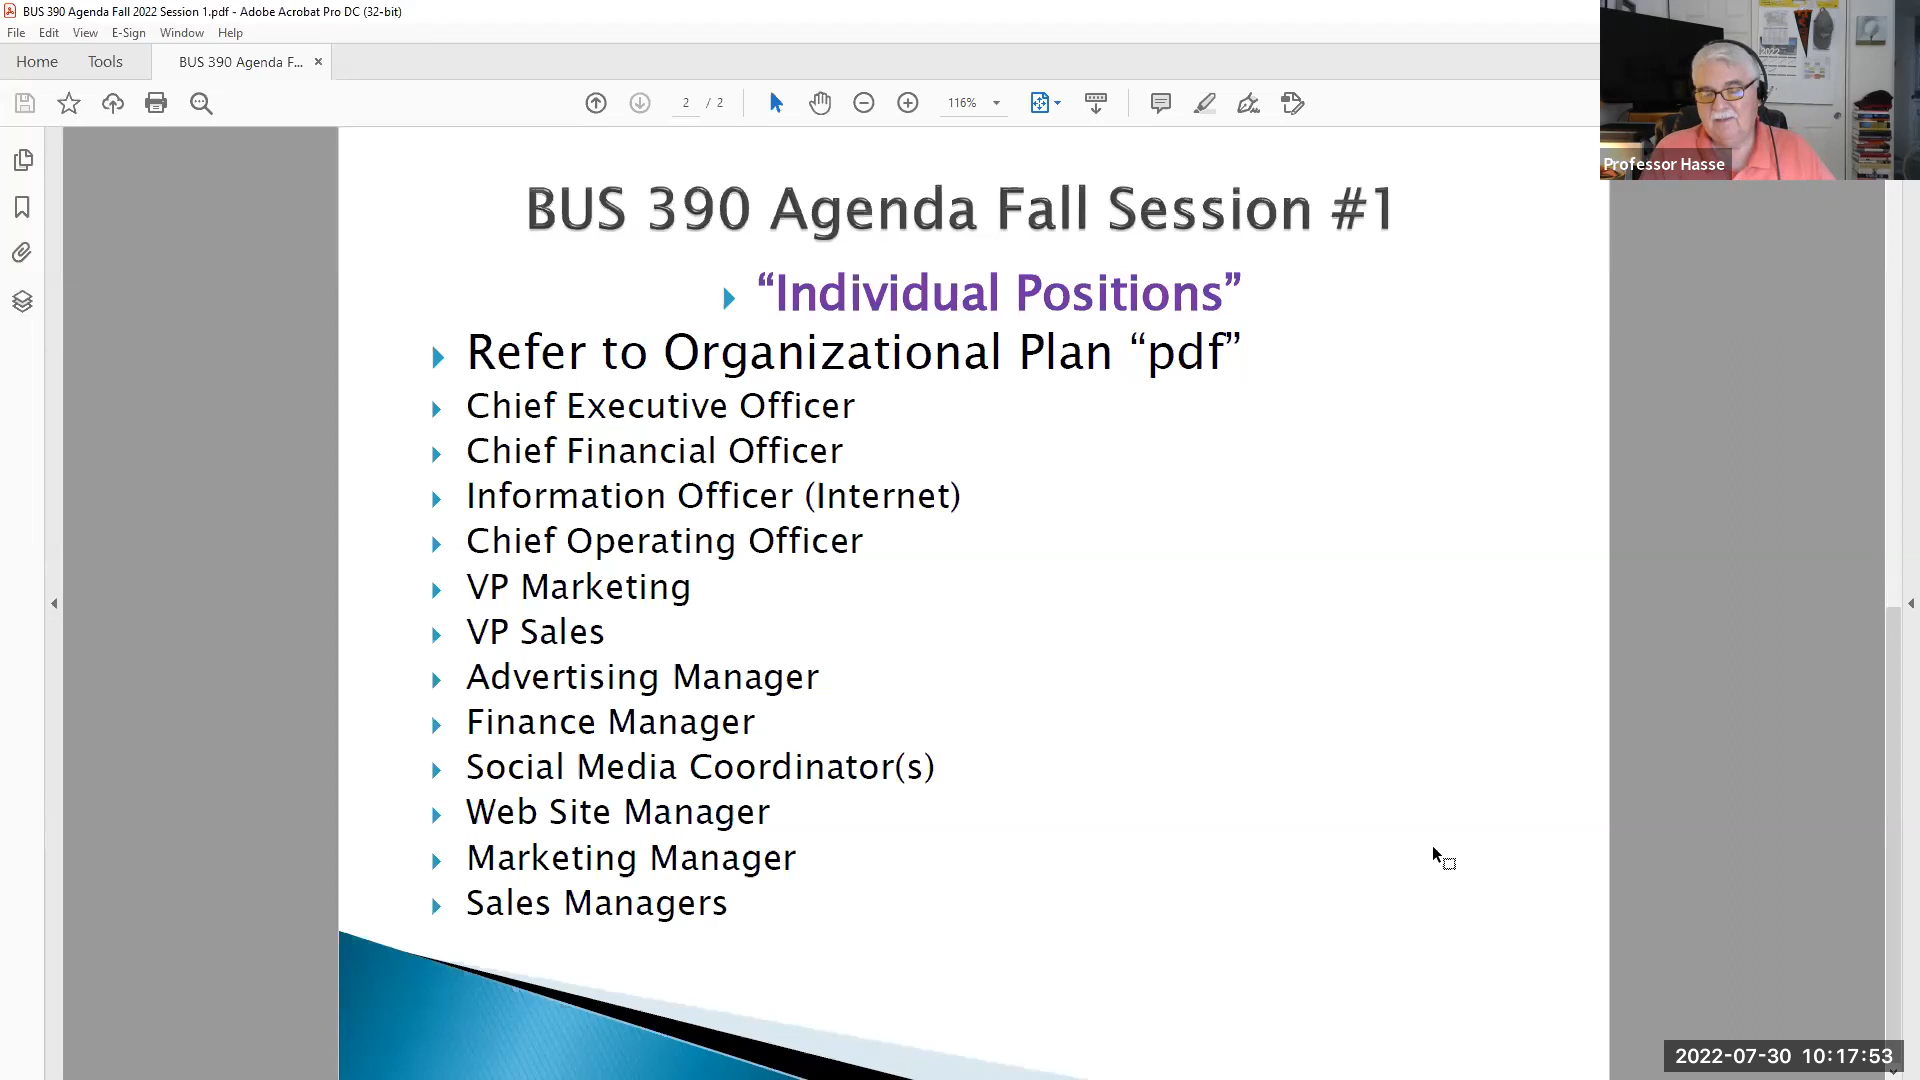 BUS 390 Agenda Fall 2022 Session 1.pdf - Adobe Acrobat Pro DC (32-bit)
File Edit View E-Sign Window Help
Home Tools BUS 390 Agenda F... ×
2 / 2 116%
2022
Professor Hasse
BUS 390 Agenda Fall Session #1
“Individual Positions”
Refer to Organizational Plan “pdf”
Chief Executive Officer
Chief Financial Officer
Information Officer (Internet)
Chief Operating Officer
VP Marketing
VP Sales
Advertising Manager
Finance Manager
Social Media Coordinator(s)
Web Site Manager
Marketing Manager
Sales Managers
2022-07-30 10:17:53